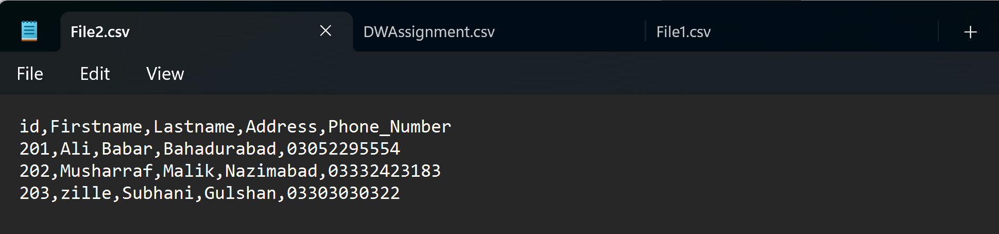 File2.csv DWAssignment.csv File1.csv
File Edit View
id,Firstname,Lastname,Address,Phone_Number
201,Ali,Babar,Bahadurabad,03052295554
202,Musharraf,Malik,Nazimabad,03332423183
203,zille,Subhani,Gulshan,03303030322